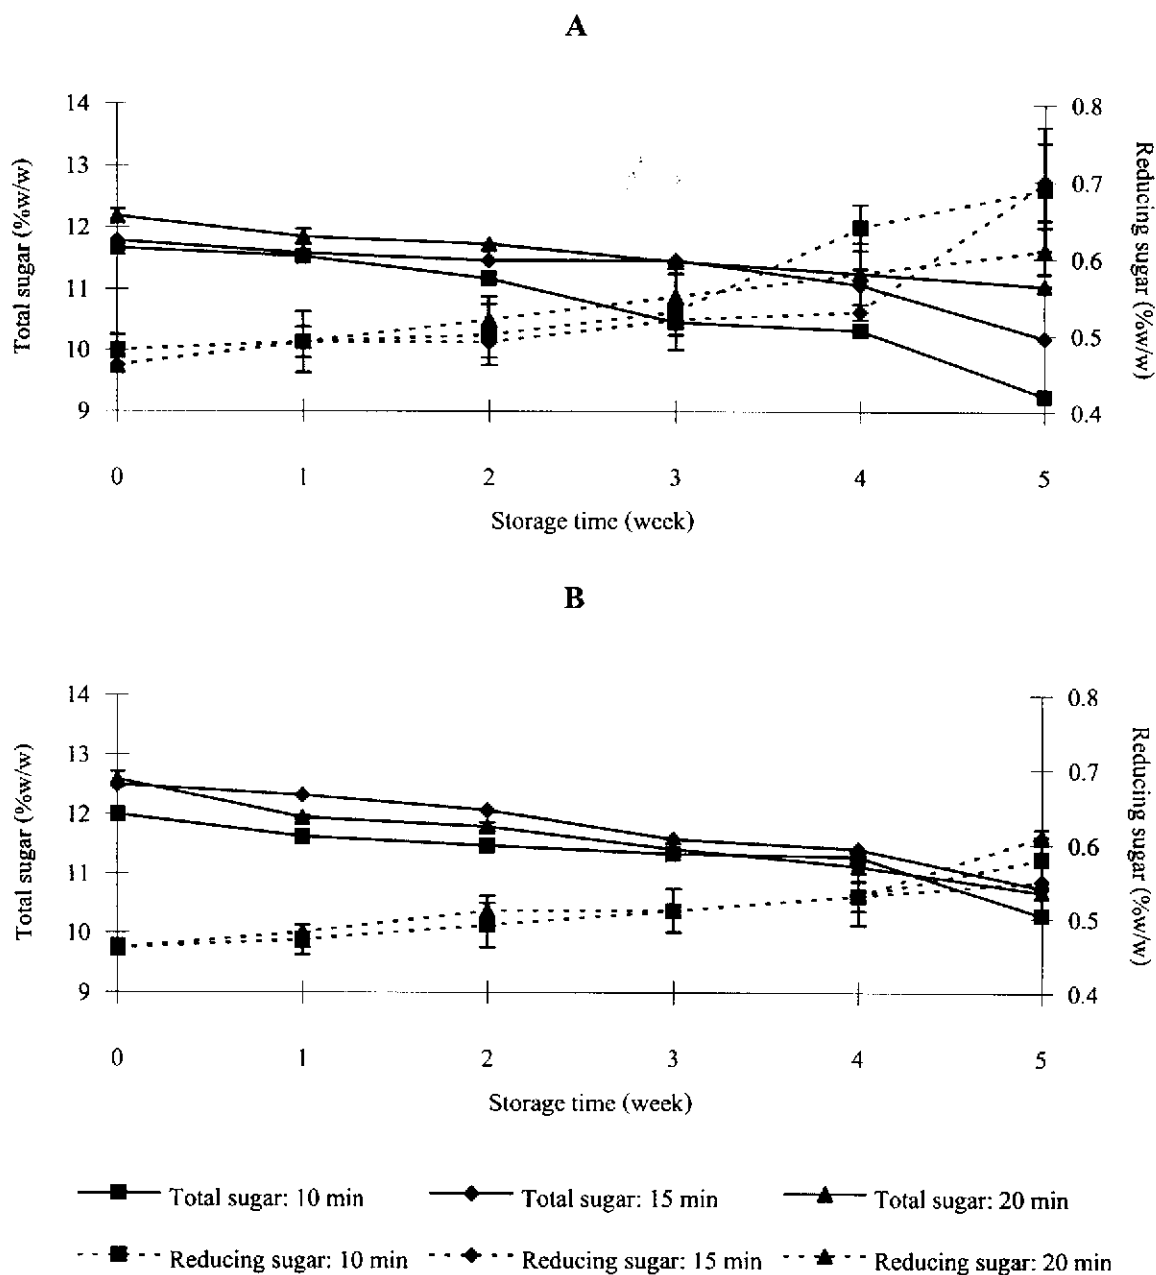 A
14
13
12
11
10
9
Total sugar (%w/w)
0.8
0.7
0.6
0.5
0.4
Reducing sugar (%w/w)
0 1 2 3 4 5
Storage time (week)
B
14
13
12
11
10
9
Total sugar (%w/w)
0.8
0.7
0.6
0.5
0.4
Reducing sugar (%w/w)
0 1 2 3 4 5
Storage time (week)
Total sugar: 10 min Total sugar: 15 min Total sugar: 20 min
Reducing sugar: 10 min Reducing sugar: 15 min Reducing sugar: 20 min